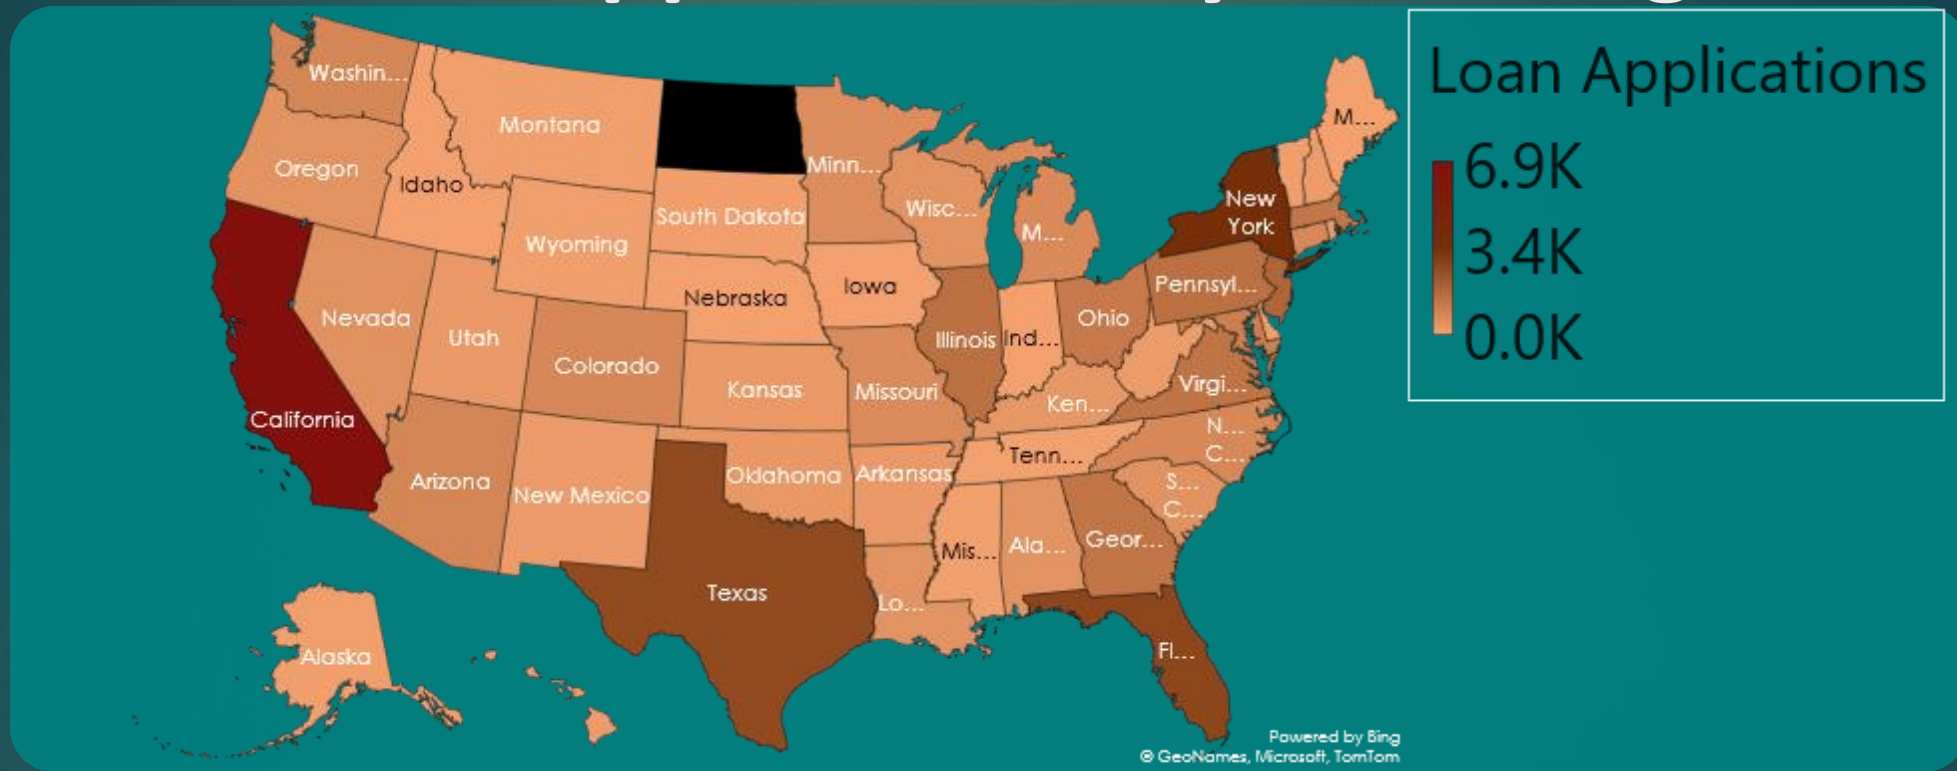 Washin...
Montana
M...
Oregon
Idaho
Minn...
South Dakota
Wisc...
New
York
M...
Wyoming
Nebraska
Iowa
Pennsyl...
Nevada
Utah
Illinois
Ind...
Ohio
Colorado
Kansas
Missouri
Virgi...
Ken...
California
N...
C...
Tenn...
Arizona
New Mexico
Oklahoma
Arkansas
S...
C...
Mis...
Ala...
Geor...
Texas
Lo...
Fl...
Alaska
Powered by Bing
© GeoNames, Microsoft, TomTom
Loan Applications
6.9K
3.4K
0.0K